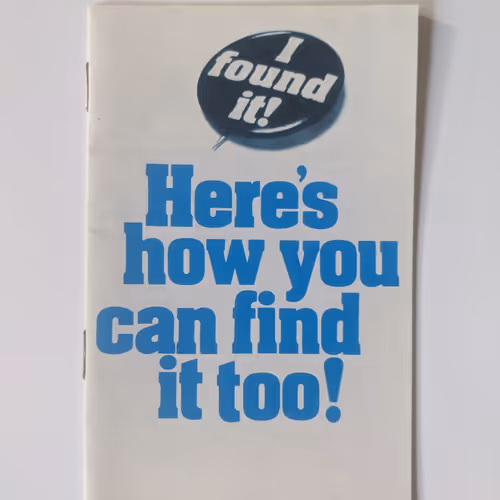 I
found
it!
Here's
how you
can find
it too!